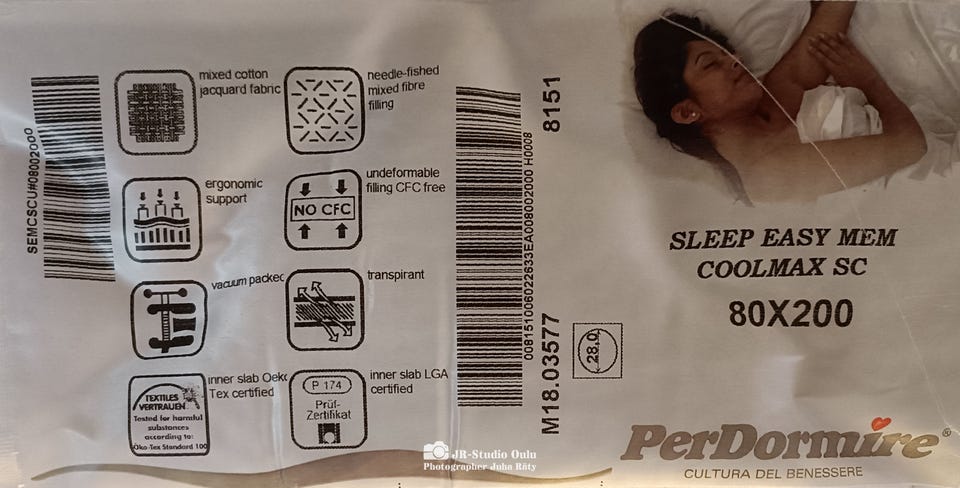 SEMCSCU#08002000
mixed cotton
jacquard fabric
needle-fished
mixed fibre
filling
ergonomic
support
undeformable
filling CFC free
NO CFC
vacuum packed
transpirant
inner slab Oeko
Tex certified
TEXTILES
VERTRAUEN
Tested for harmful
substances
according to:
Öko-Tex Standard 100
inner slab LGA
certified
P 174
Prüf-
Zertifikat
008151006022633EA008002000 H0008
8151
M18.03577
28.0
SLEEP EASY MEM
COOLMAX SC
80X200
PerDormire®
CULTURA DEL BENESSERE
JR-Studio Oulu
Photographer Juha Räty